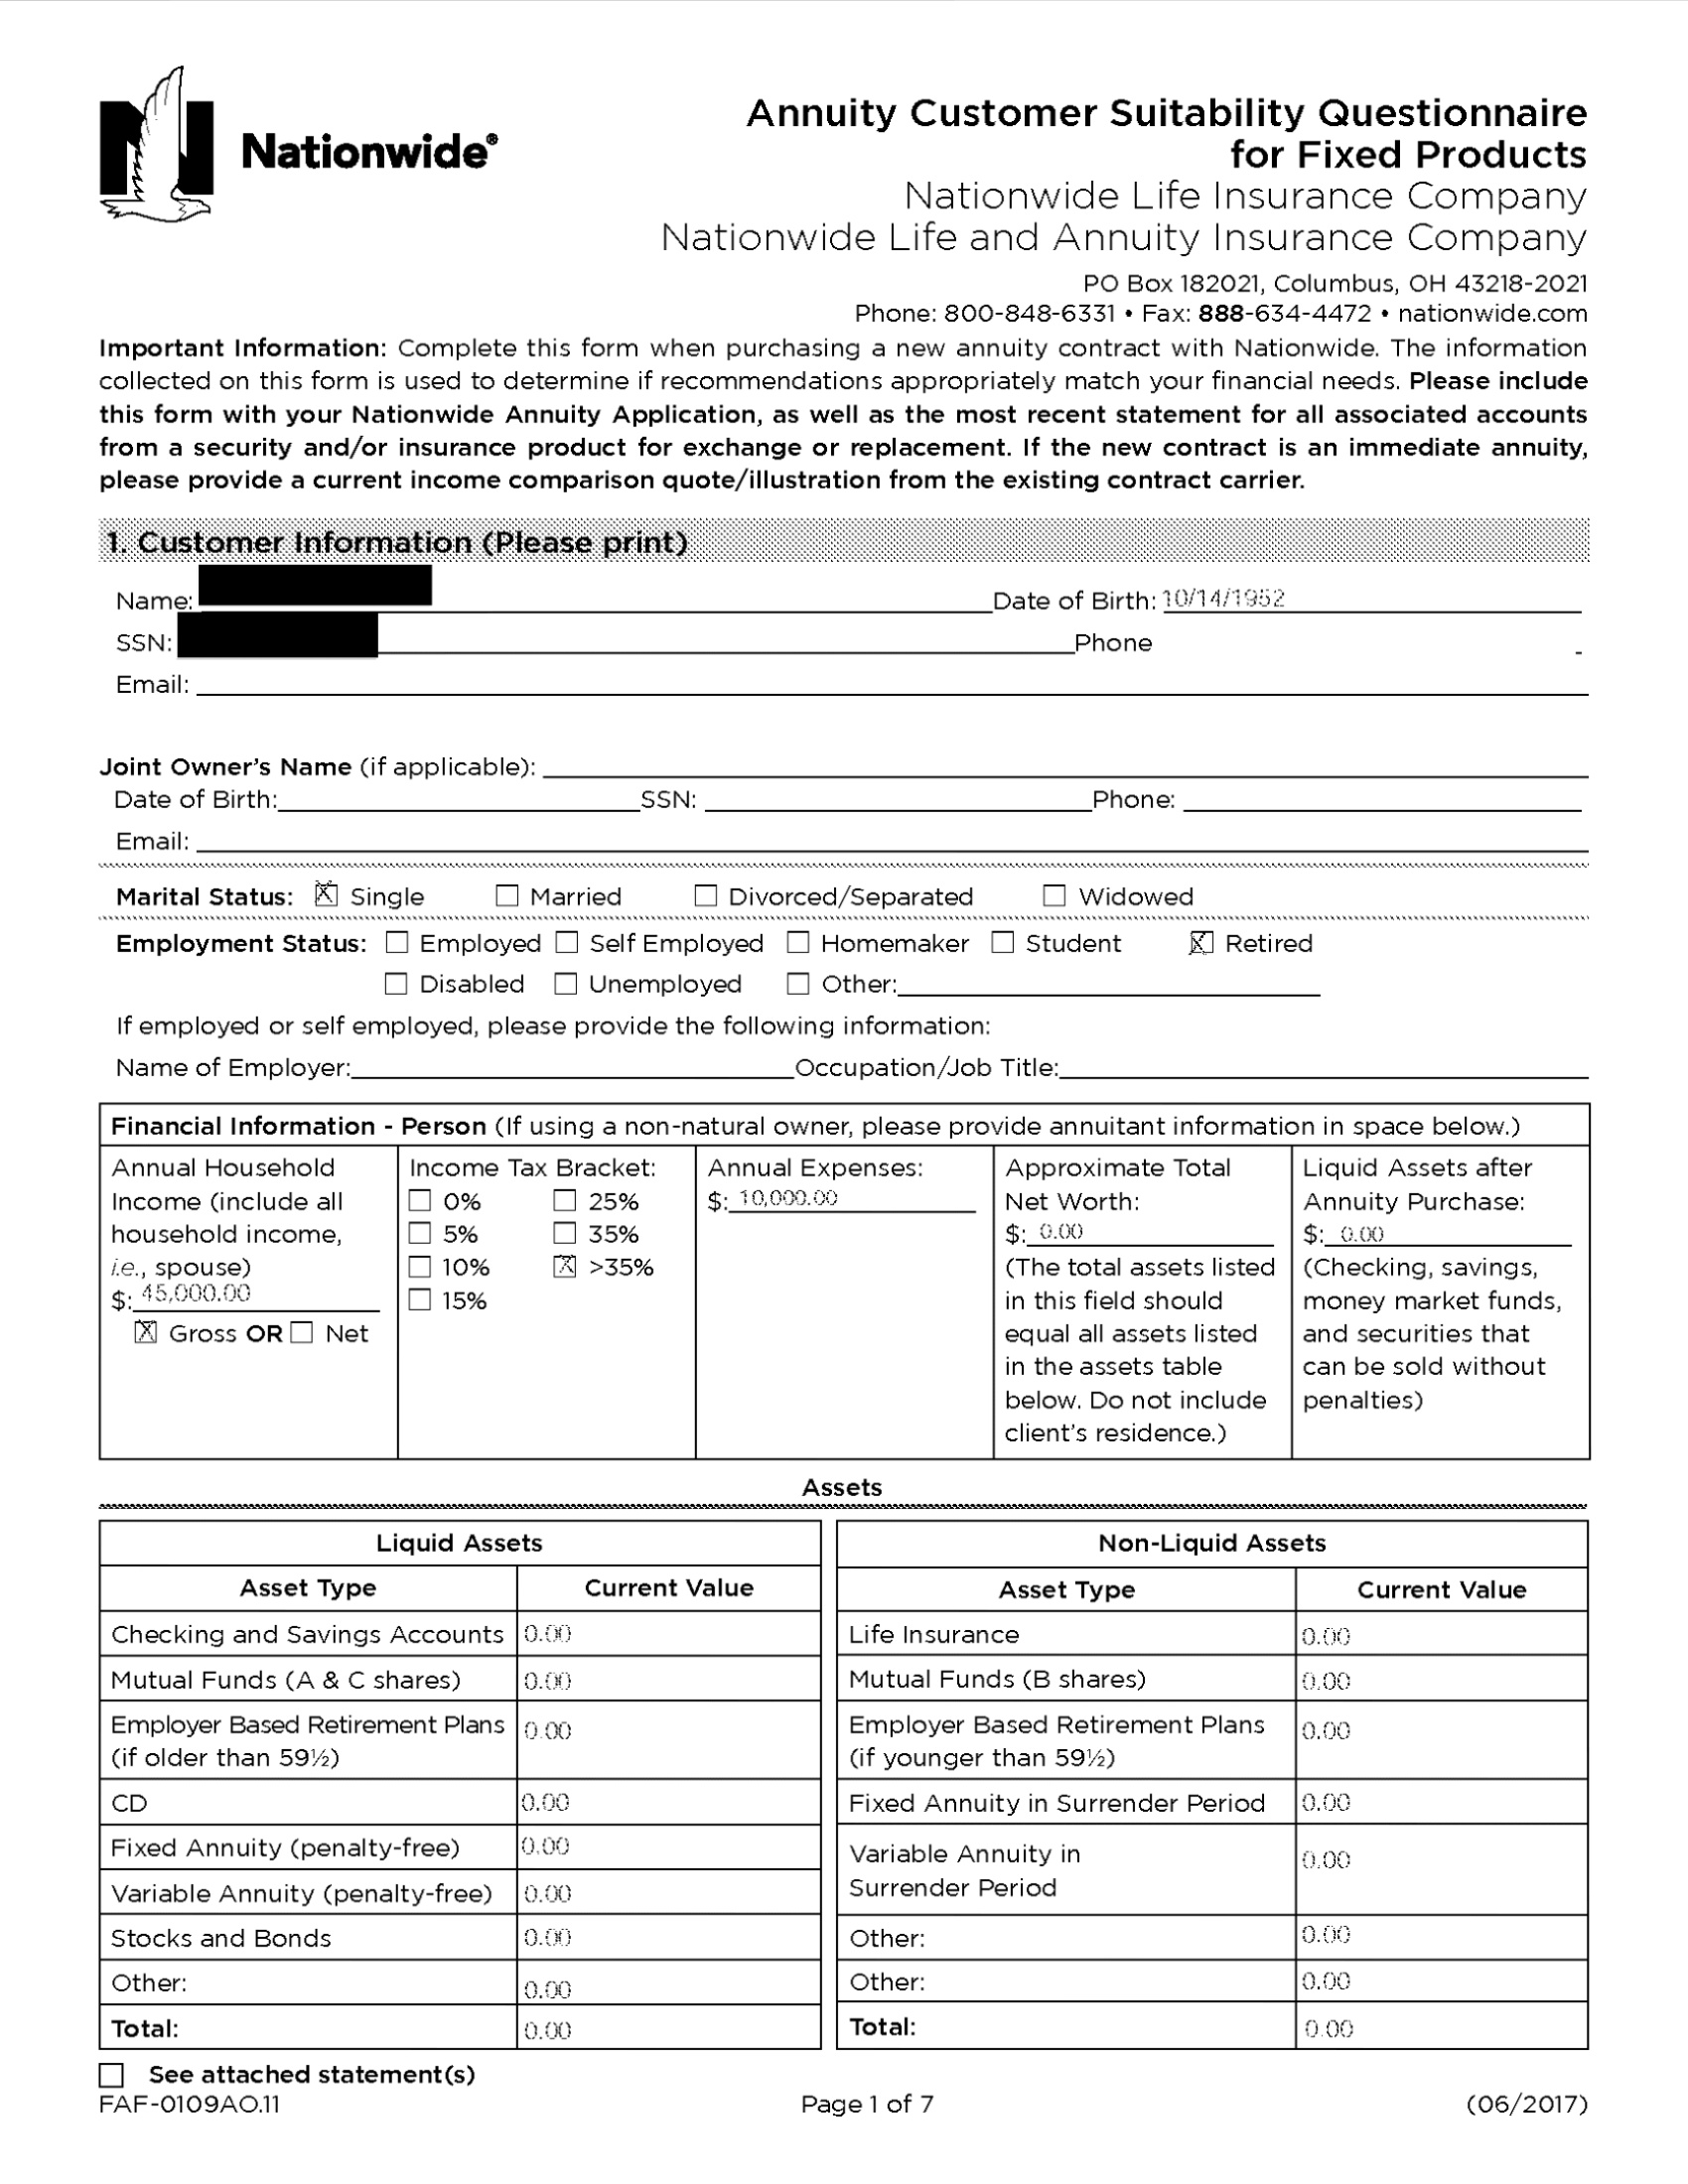 Nationwide®
Annuity Customer Suitability Questionnaire
for Fixed Products
Nationwide Life Insurance Company
Nationwide Life and Annuity Insurance Company
PO Box 182021, Columbus, OH 43218-2021
Phone: 800-848-6331 • Fax: 888-634-4472 • nationwide.com
Important Information: Complete this form when purchasing a new annuity contract with Nationwide. The information
collected on this form is used to determine if recommendations appropriately match your financial needs. Please include
this form with your Nationwide Annuity Application, as well as the most recent statement for all associated accounts
from a security and/or insurance product for exchange or replacement. If the new contract is an immediate annuity,
please provide a current income comparison quote/illustration from the existing contract carrier.
1. Customer Information (Please print)
Name: Date of Birth: 10/14/1952
SSN: Phone
Email:
Joint Owner's Name (if applicable):
Date of Birth: SSN: Phone:
Email:
Marital Status: X Single Married Divorced/Separated Widowed
Employment Status: Employed Self Employed Homemaker Student X Retired
Disabled Unemployed Other:
If employed or self employed, please provide the following information:
Name of Employer: Occupation/Job Title:
Financial Information - Person (If using a non-natural owner, please provide annuitant information in space below.)
Annual Household
Income (include all
household income,
i.e., spouse)
$: 45,000.00
X Gross OR Net
Income Tax Bracket:
0% 25%
5% 35%
10% X >35%
15%
Annual Expenses:
$: 10,000.00
Approximate Total
Net Worth:
$: 0.00
(The total assets listed
in this field should
equal all assets listed
in the assets table
below. Do not include
client's residence.)
Liquid Assets after
Annuity Purchase:
$: 0.00
(Checking, savings,
money market funds,
and securities that
can be sold without
penalties)
Assets
Liquid Assets
Asset Type Current Value
Checking and Savings Accounts 0.00
Mutual Funds (A & C shares) 0.00
Employer Based Retirement Plans
(if older than 59½) 0.00
CD 0.00
Fixed Annuity (penalty-free) 0.00
Variable Annuity (penalty-free) 0.00
Stocks and Bonds 0.00
Other: 0.00
Total: 0.00
Non-Liquid Assets
Asset Type Current Value
Life Insurance 0.00
Mutual Funds (B shares) 0.00
Employer Based Retirement Plans
(if younger than 59½) 0.00
Fixed Annuity in Surrender Period 0.00
Variable Annuity in
Surrender Period 0.00
Other: 0.00
Other: 0.00
Total: 0.00
See attached statement(s)
FAF-0109AO.11 Page 1 of 7 (06/2017)